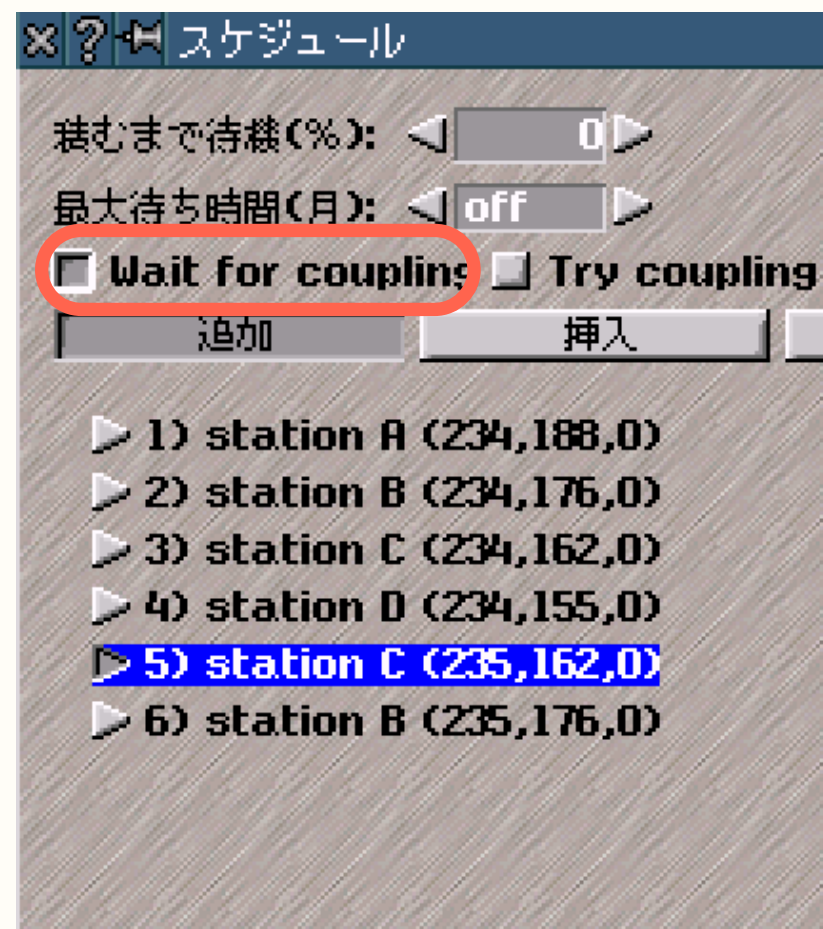 スケジュール
積むまで待機(%): 0
最大待ち時間(月): off
Wait for coupling Try coupling
追加 挿入
1) station A (234,188,0)
2) station B (234,176,0)
3) station C (234,162,0)
4) station D (234,155,0)
5) station C (235,162,0)
6) station B (235,176,0)